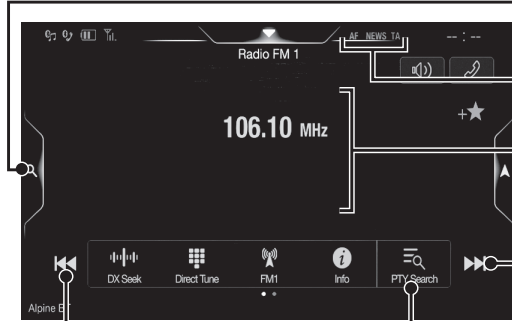 AF NEWS TA
-- : --
Radio FM 1
106.10 MHz
DX Seek
Direct Tune
FM1
Info
PTY Search
Alpine